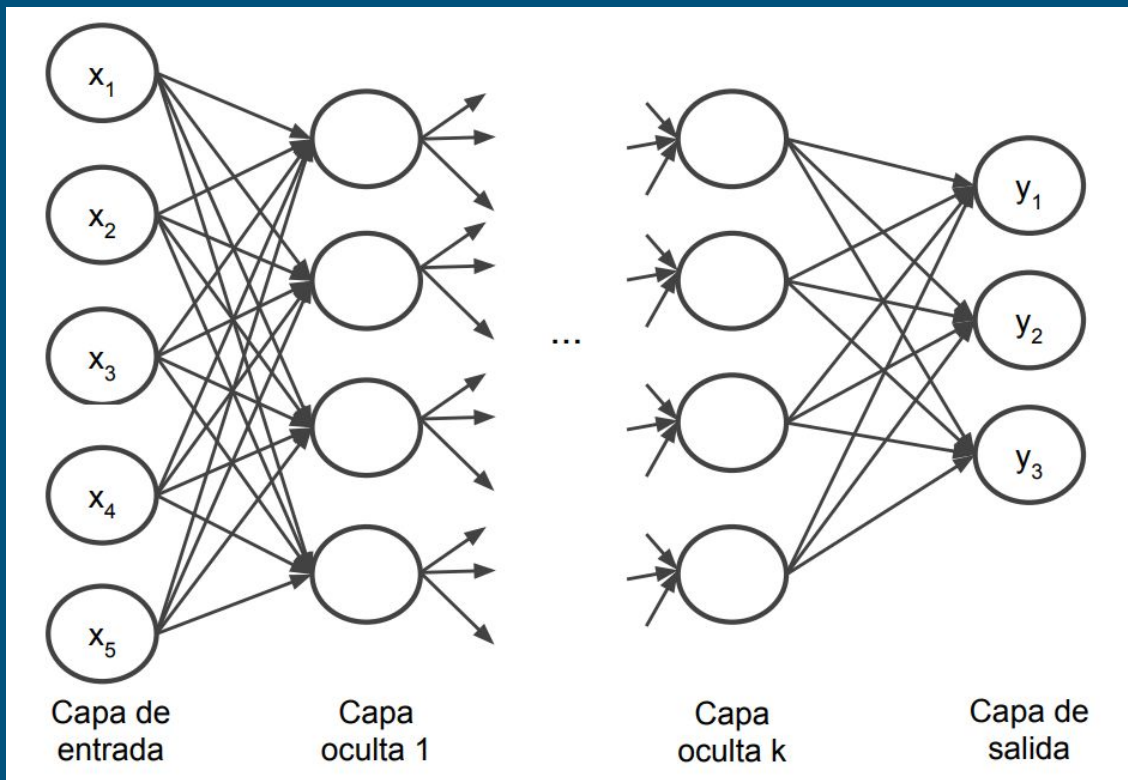 x1
x2
x3
x4
x5
...
y1
y2
y3
Capa de
entrada
Capa
oculta 1
Capa
oculta k
Capa de
salida